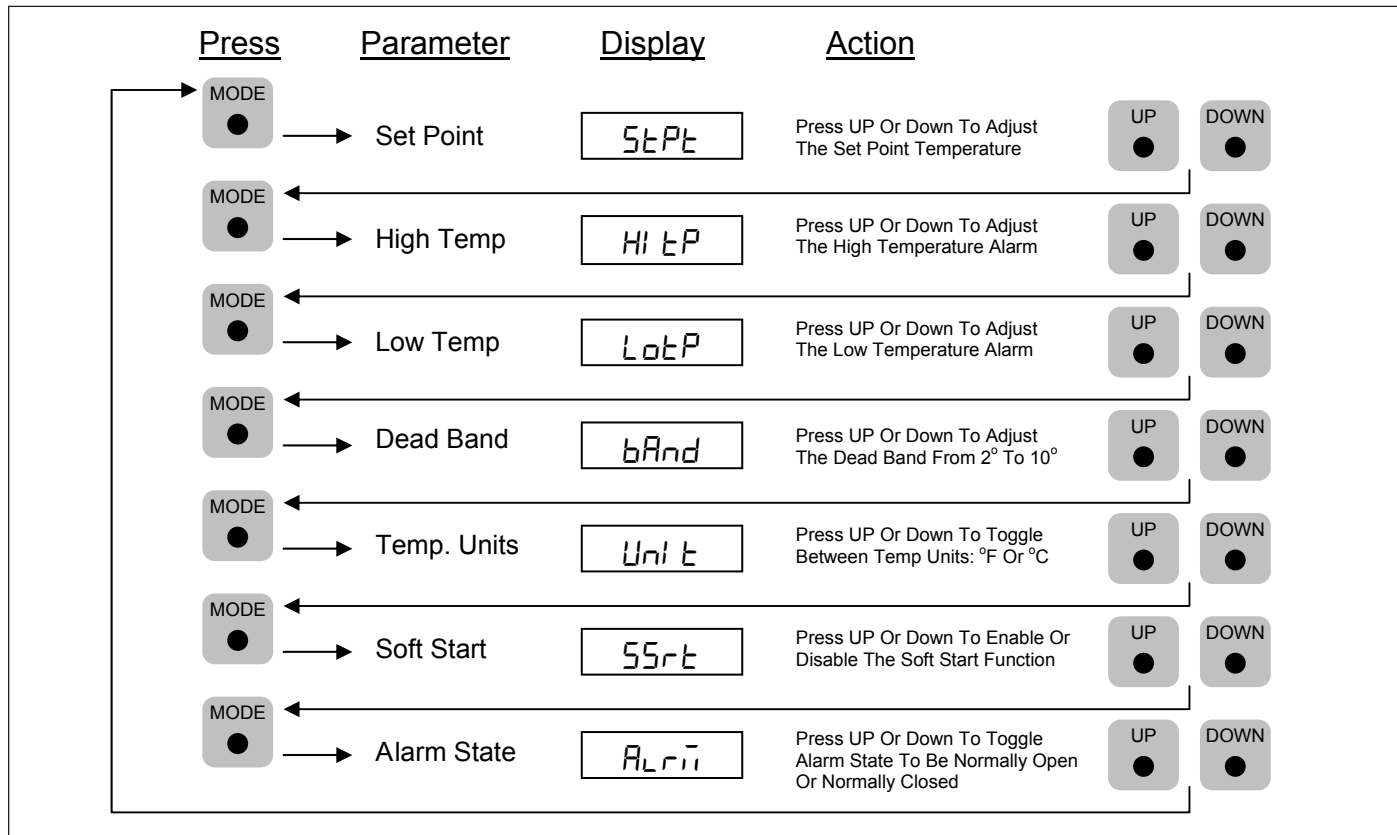 Press Parameter Display Action
MODE
Set Point StPt Press UP Or Down To Adjust UP DOWN
The Set Point Temperature
MODE
High Temp HI tP Press UP Or Down To Adjust UP DOWN
The High Temperature Alarm
MODE
Low Temp LotP Press UP Or Down To Adjust UP DOWN
The Low Temperature Alarm
MODE
Dead Band bAnd Press UP Or Down To Adjust UP DOWN
The Dead Band From 2° To 10°
MODE
Temp. Units UnI t Press UP Or Down To Toggle UP DOWN
Between Temp Units: °F Or °C
MODE
Soft Start SSrt Press UP Or Down To Enable Or UP DOWN
Disable The Soft Start Function
MODE
Alarm State ALrM Press UP Or Down To Toggle UP DOWN
Alarm State To Be Normally Open
Or Normally Closed